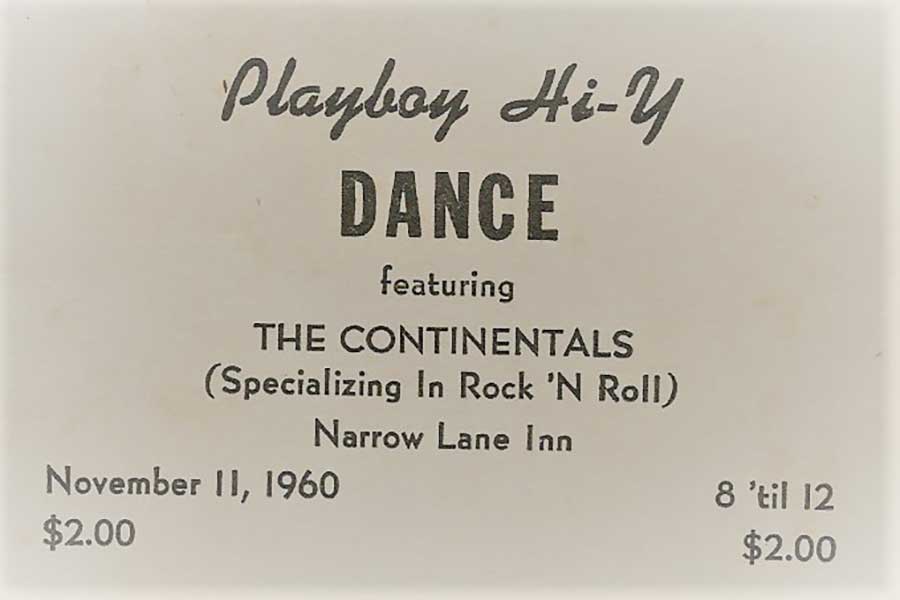 Playboy Hi-Y
DANCE
featuring
THE CONTINENTALS
(Specializing In Rock 'N Roll)
Narrow Lane Inn
November 11, 1960 8 'til 12
$2.00 $2.00